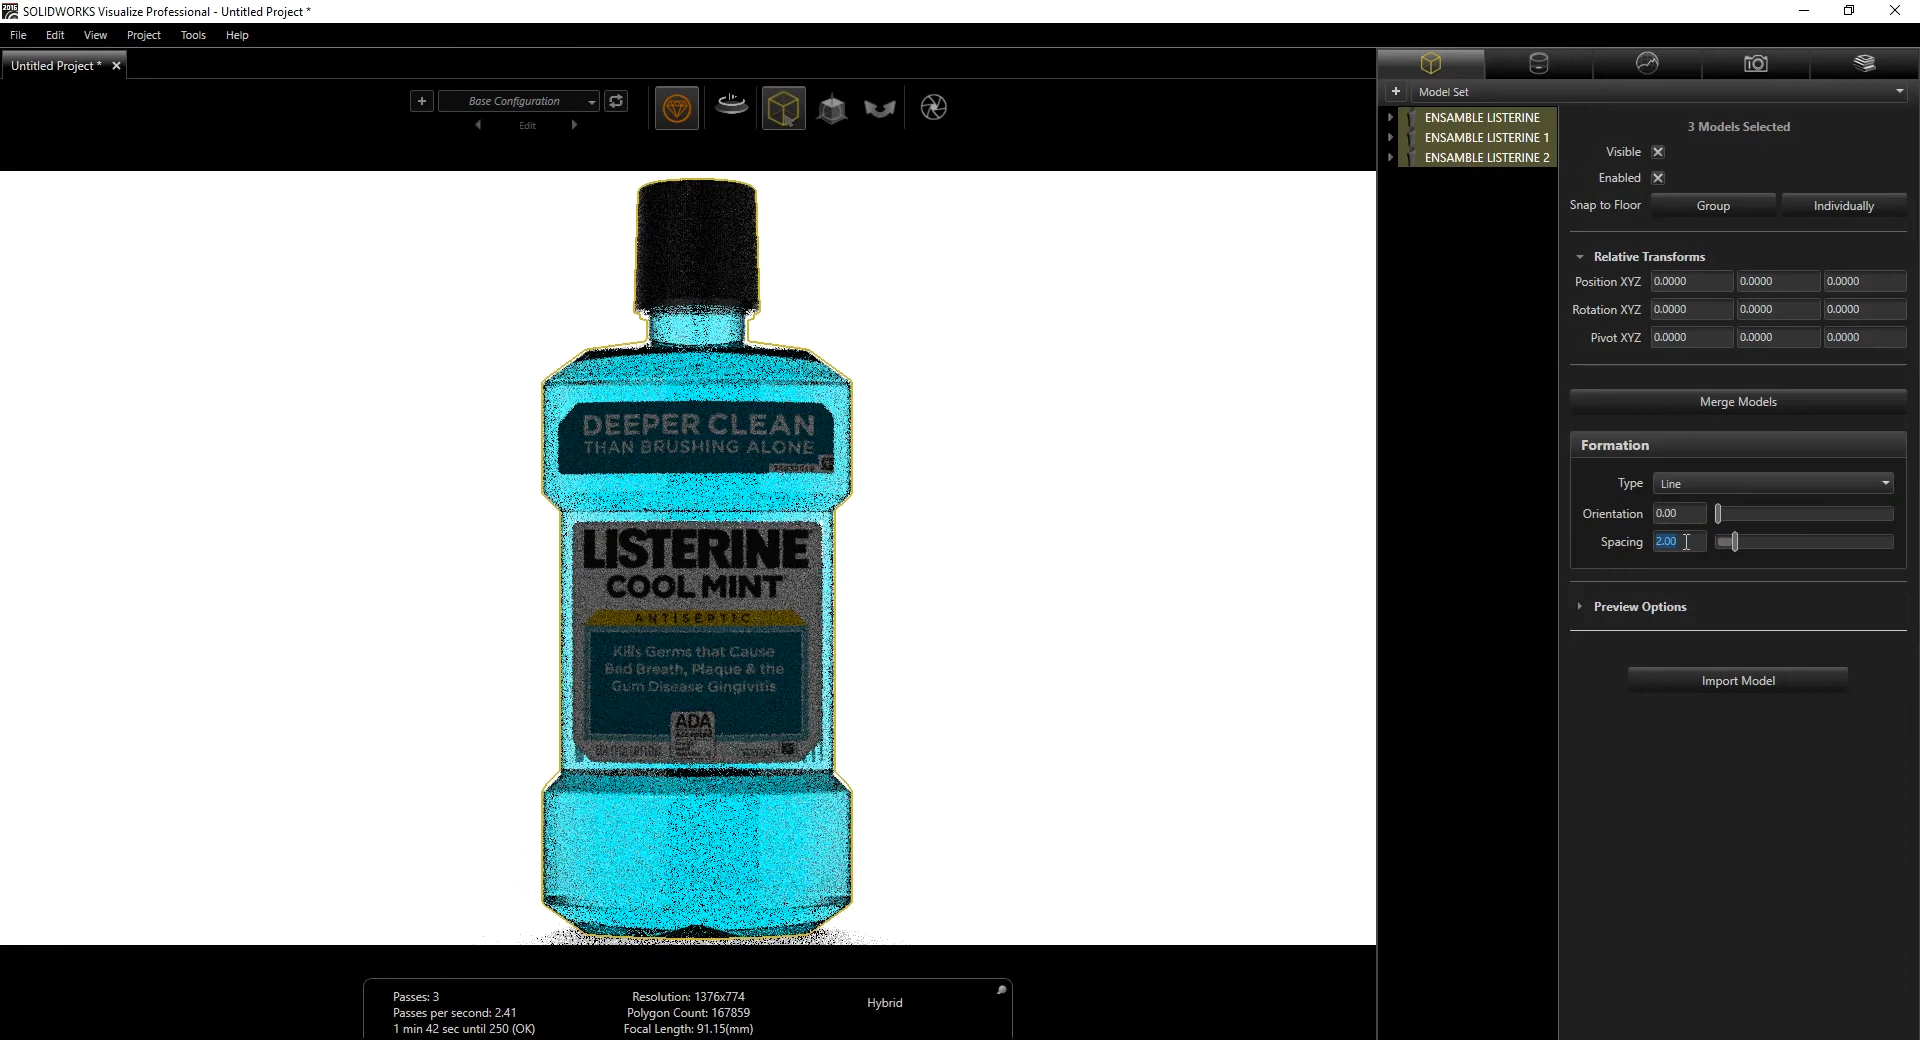 SOLIDWORKS Visualize Professional - Untitled Project *
File Edit View Project Tools Help
Untitled Project *
Base Configuration
Edit
Model Set
ENSAMBLE LISTERINE
ENSAMBLE LISTERINE 1
ENSAMBLE LISTERINE 2
3 Models Selected
Visible
Enabled
Snap to Floor Group Individually
Relative Transforms
Position XYZ 0.0000 0.0000 0.0000
Rotation XYZ 0.0000 0.0000 0.0000
Pivot XYZ 0.0000 0.0000 0.0000
Merge Models
Formation
Type Line
Orientation 0.00
Spacing 2.00
Preview Options
Import Model
DEEPER CLEAN
THAN BRUSHING ALONE
LISTERINE
COOL MINT
ANTISEPTIC
Kills Germs that Cause
Bad Breath, Plaque & the
Gum Disease Gingivitis
ADA
Accepted
Passes: 3
Passes per second: 2.41
1 min 42 sec until 250 (OK)
Resolution: 1376x774
Polygon Count: 167859
Focal Length: 91.15(mm)
Hybrid